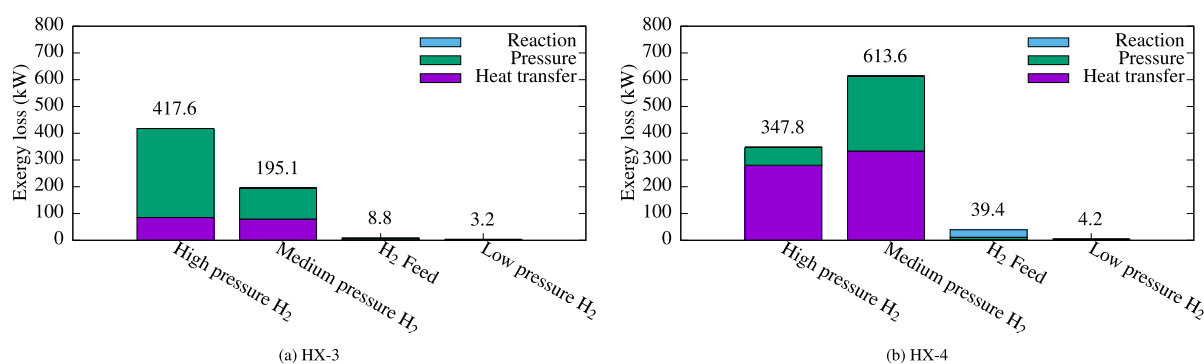 800
700
600
500
400
300
200
100
0
Exergy loss (kW)
Reaction
Pressure
Heat transfer
417.6
195.1
8.8
3.2
High pressure H2
Medium pressure H2
H2 Feed
Low pressure H2
(a) HX-3
800
700
600
500
400
300
200
100
0
Exergy loss (kW)
Reaction
Pressure
Heat transfer
347.8
613.6
39.4
4.2
High pressure H2
Medium pressure H2
H2 Feed
Low pressure H2
(b) HX-4